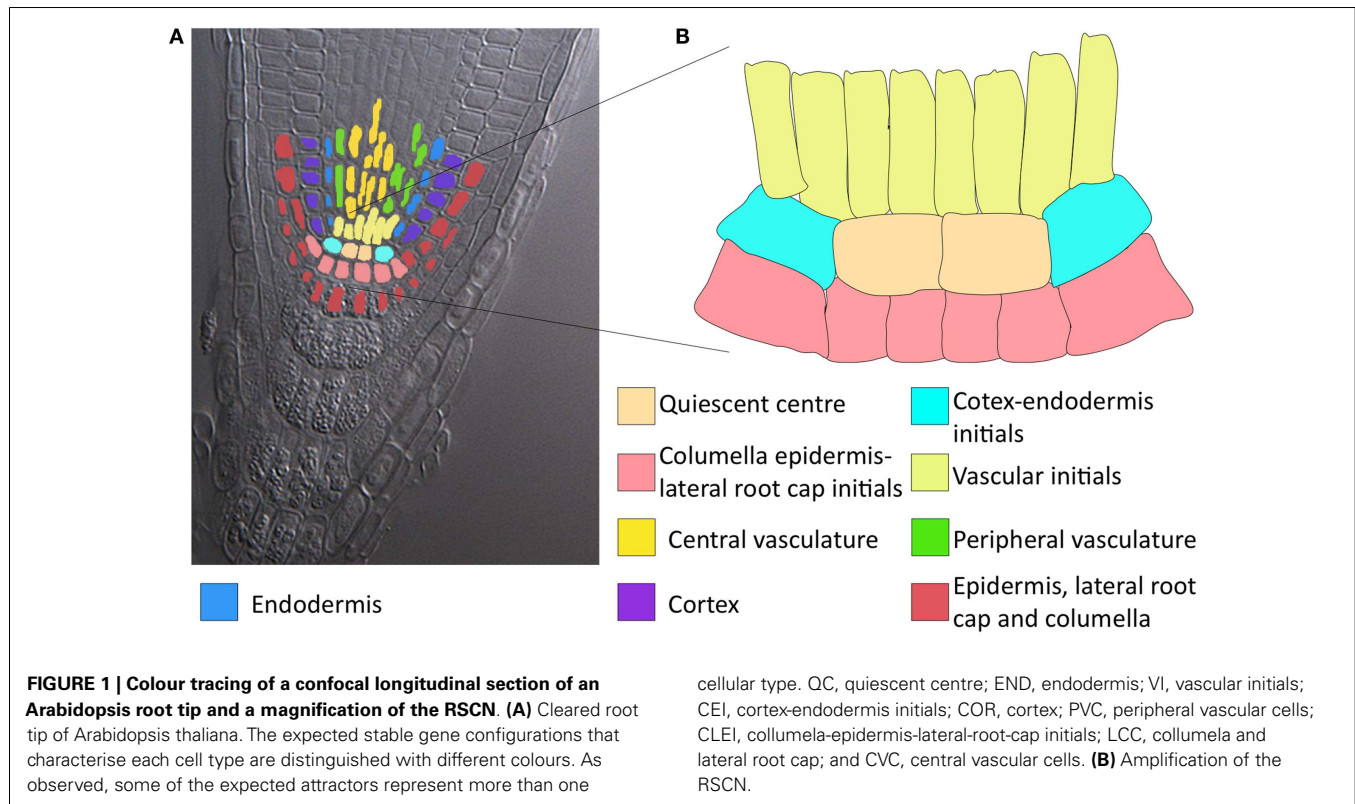 A
B
Quiescent centre
Cotex-endodermis
initials
Columella epidermis-
lateral root cap initials
Vascular initials
Central vasculature
Peripheral vasculature
Endodermis
Cortex
Epidermis, lateral root
cap and columella
FIGURE 1 | Colour tracing of a confocal longitudinal section of an
Arabidopsis root tip and a magnification of the RSCN. (A) Cleared root
tip of Arabidopsis thaliana. The expected stable gene configurations that
characterise each cell type are distinguished with different colours. As
observed, some of the expected attractors represent more than one
cellular type. QC, quiescent centre; END, endodermis; VI, vascular initials;
CEI, cortex-endodermis initials; COR, cortex; PVC, peripheral vascular cells;
CLEI, collumela-epidermis-lateral-root-cap initials; LCC, collumela and
lateral root cap; and CVC, central vascular cells. (B) Amplification of the
RSCN.